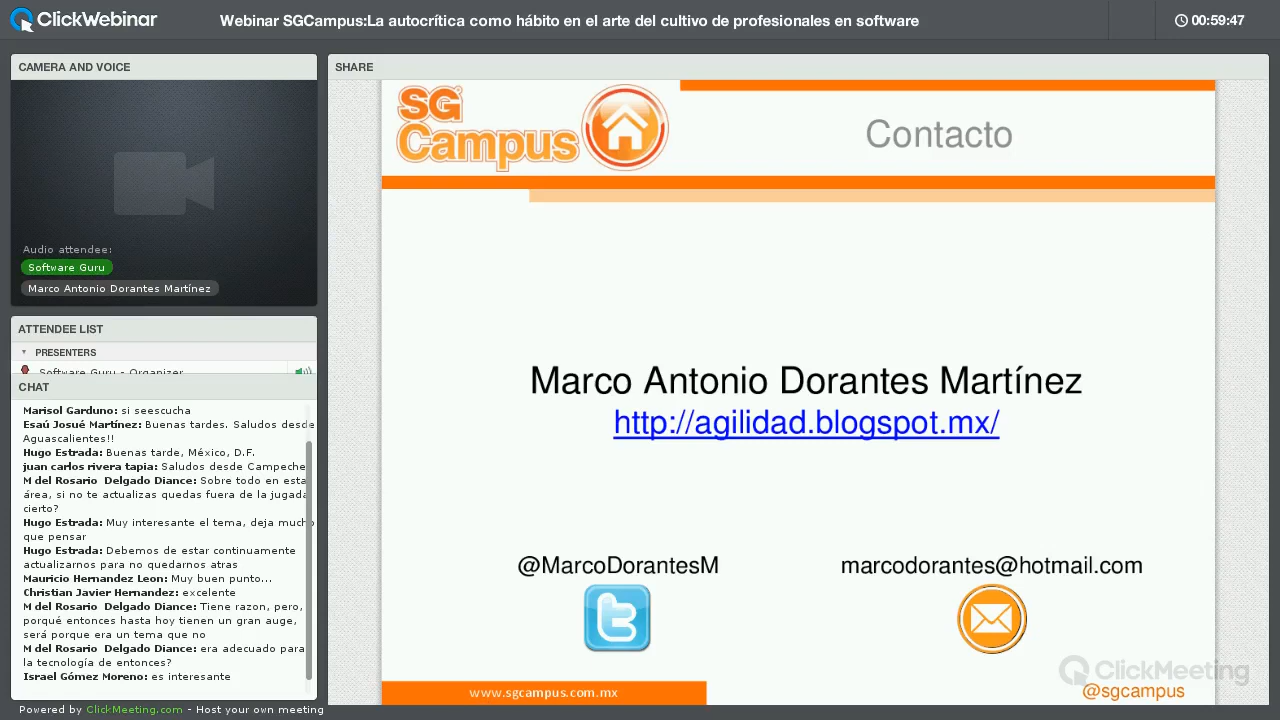 ClickWebinar
Webinar SGCampus:La autocrítica como hábito en el arte del cultivo de profesionales en software
00:59:47
CAMERA AND VOICE
Audio attendee:
Software Guru
Marco Antonio Dorantes Martínez
ATTENDEE LIST
PRESENTERS
Software Guru - Organizer
CHAT
Marisol Garduno: si seescucha
Esaú Josué Martínez: Buenas tardes. Saludos desde
Aguascalientes!!
Hugo Estrada: Buenas tarde, México, D.F.
juan carlos rivera tapia: Saludos desde Campeche
M del Rosario Delgado Diance: Sobre todo en esta
área, si no te actualizas quedas fuera de la jugada
cierto?
Hugo Estrada: Muy interesante el tema, deja mucho
que pensar
Hugo Estrada: Debemos de estar continuamente
actualizarnos para no quedarnos atras
Mauricio Hernandez Leon: Muy buen punto...
Christian Javier Hernandez: excelente
M del Rosario Delgado Diance: Tiene razon, pero,
porqué entonces hasta hoy tienen un gran auge,
será porque era un tema que no
M del Rosario Delgado Diance: era adecuado para
la tecnología de entonces?
Israel Gómez Moreno: es interesante
Powered by ClickMeeting.com - Host your own meeting
SHARE
SG
Campus
Contacto
Marco Antonio Dorantes Martínez
http://agilidad.blogspot.mx/
@MarcoDorantesM
marcodorantes@hotmail.com
www.sgcampus.com.mx
ClickMeeting
@sgcampus